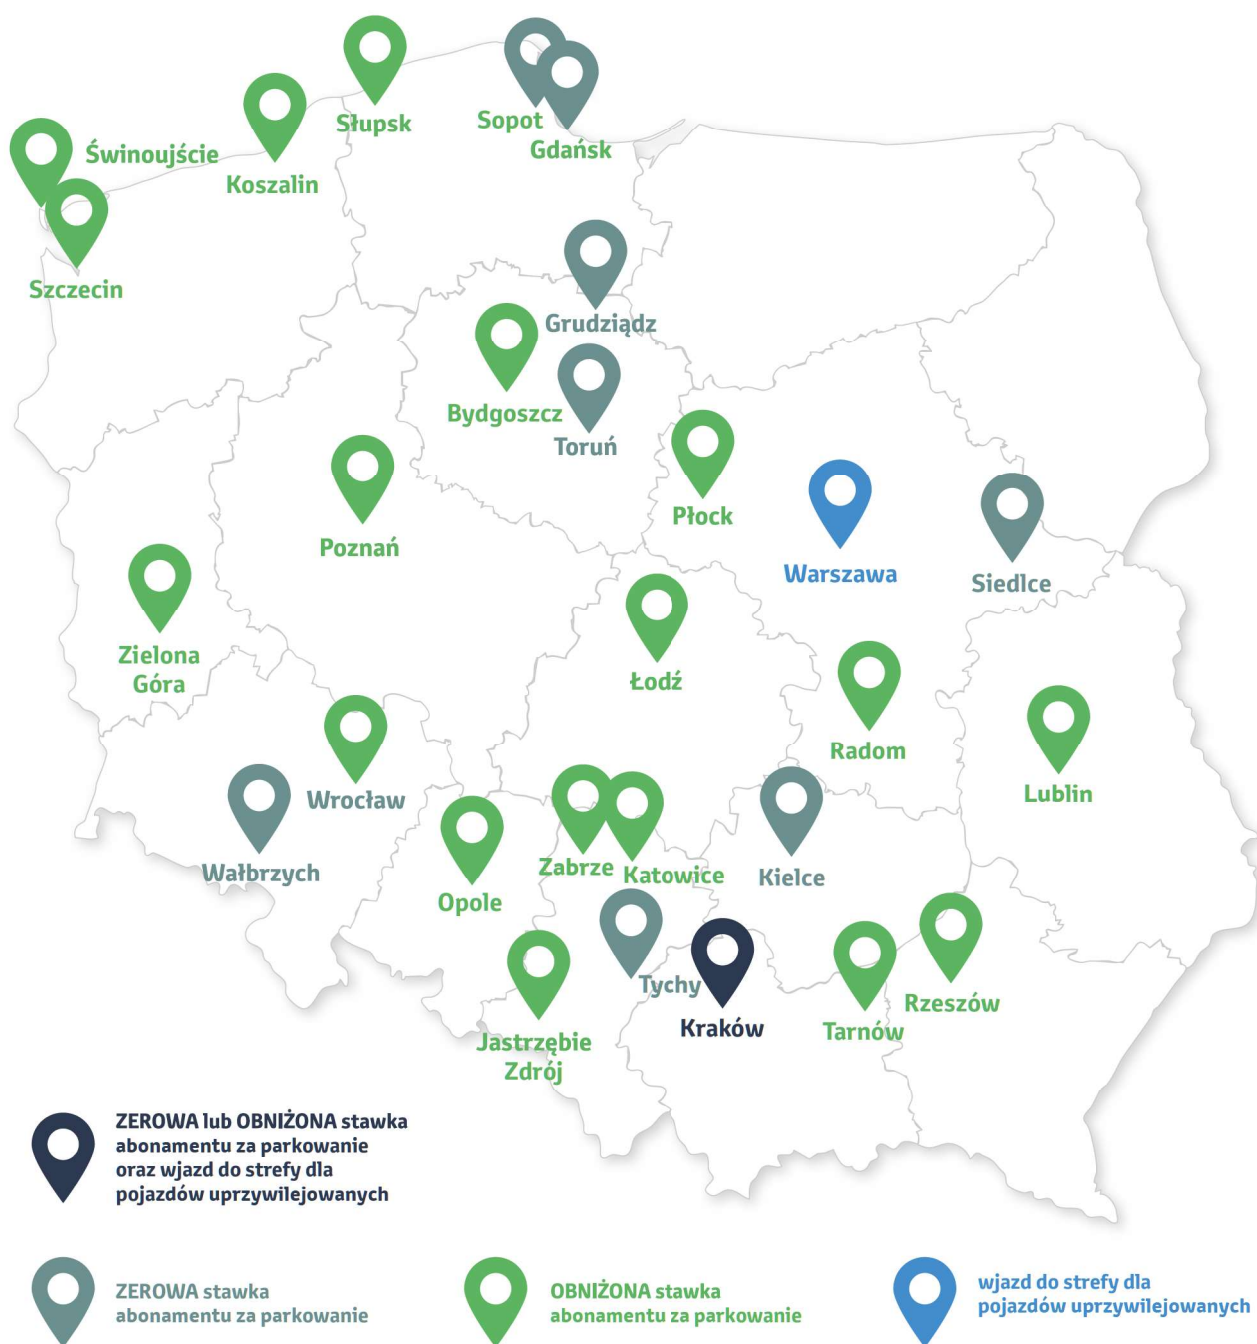 Słupsk
Sopot
Gdańsk
Świnoujście
Koszalin
Szczecin
Grudziądz
Bydgoszcz
Toruń
Płock
Poznań
Warszawa
Siedlce
Zielona
Góra
Łodź
Radom
Lublin
Wrocław
Wałbrzych
Zabrze
Katowice
Kielce
Opole
Tychy
Rzeszów
Kraków
Tarnów
Jastrzębie
Zdrój
ZEROWA lub OBNIŻONA stawka
abonamentu za parkowanie
oraz wjazd do strefy dla
pojazdów uprzywilejowanych
ZEROWA stawka
abonamentu za parkowanie
OBNIŻONA stawka
abonamentu za parkowanie
wjazd do strefy dla
pojazdów uprzywilejowanych